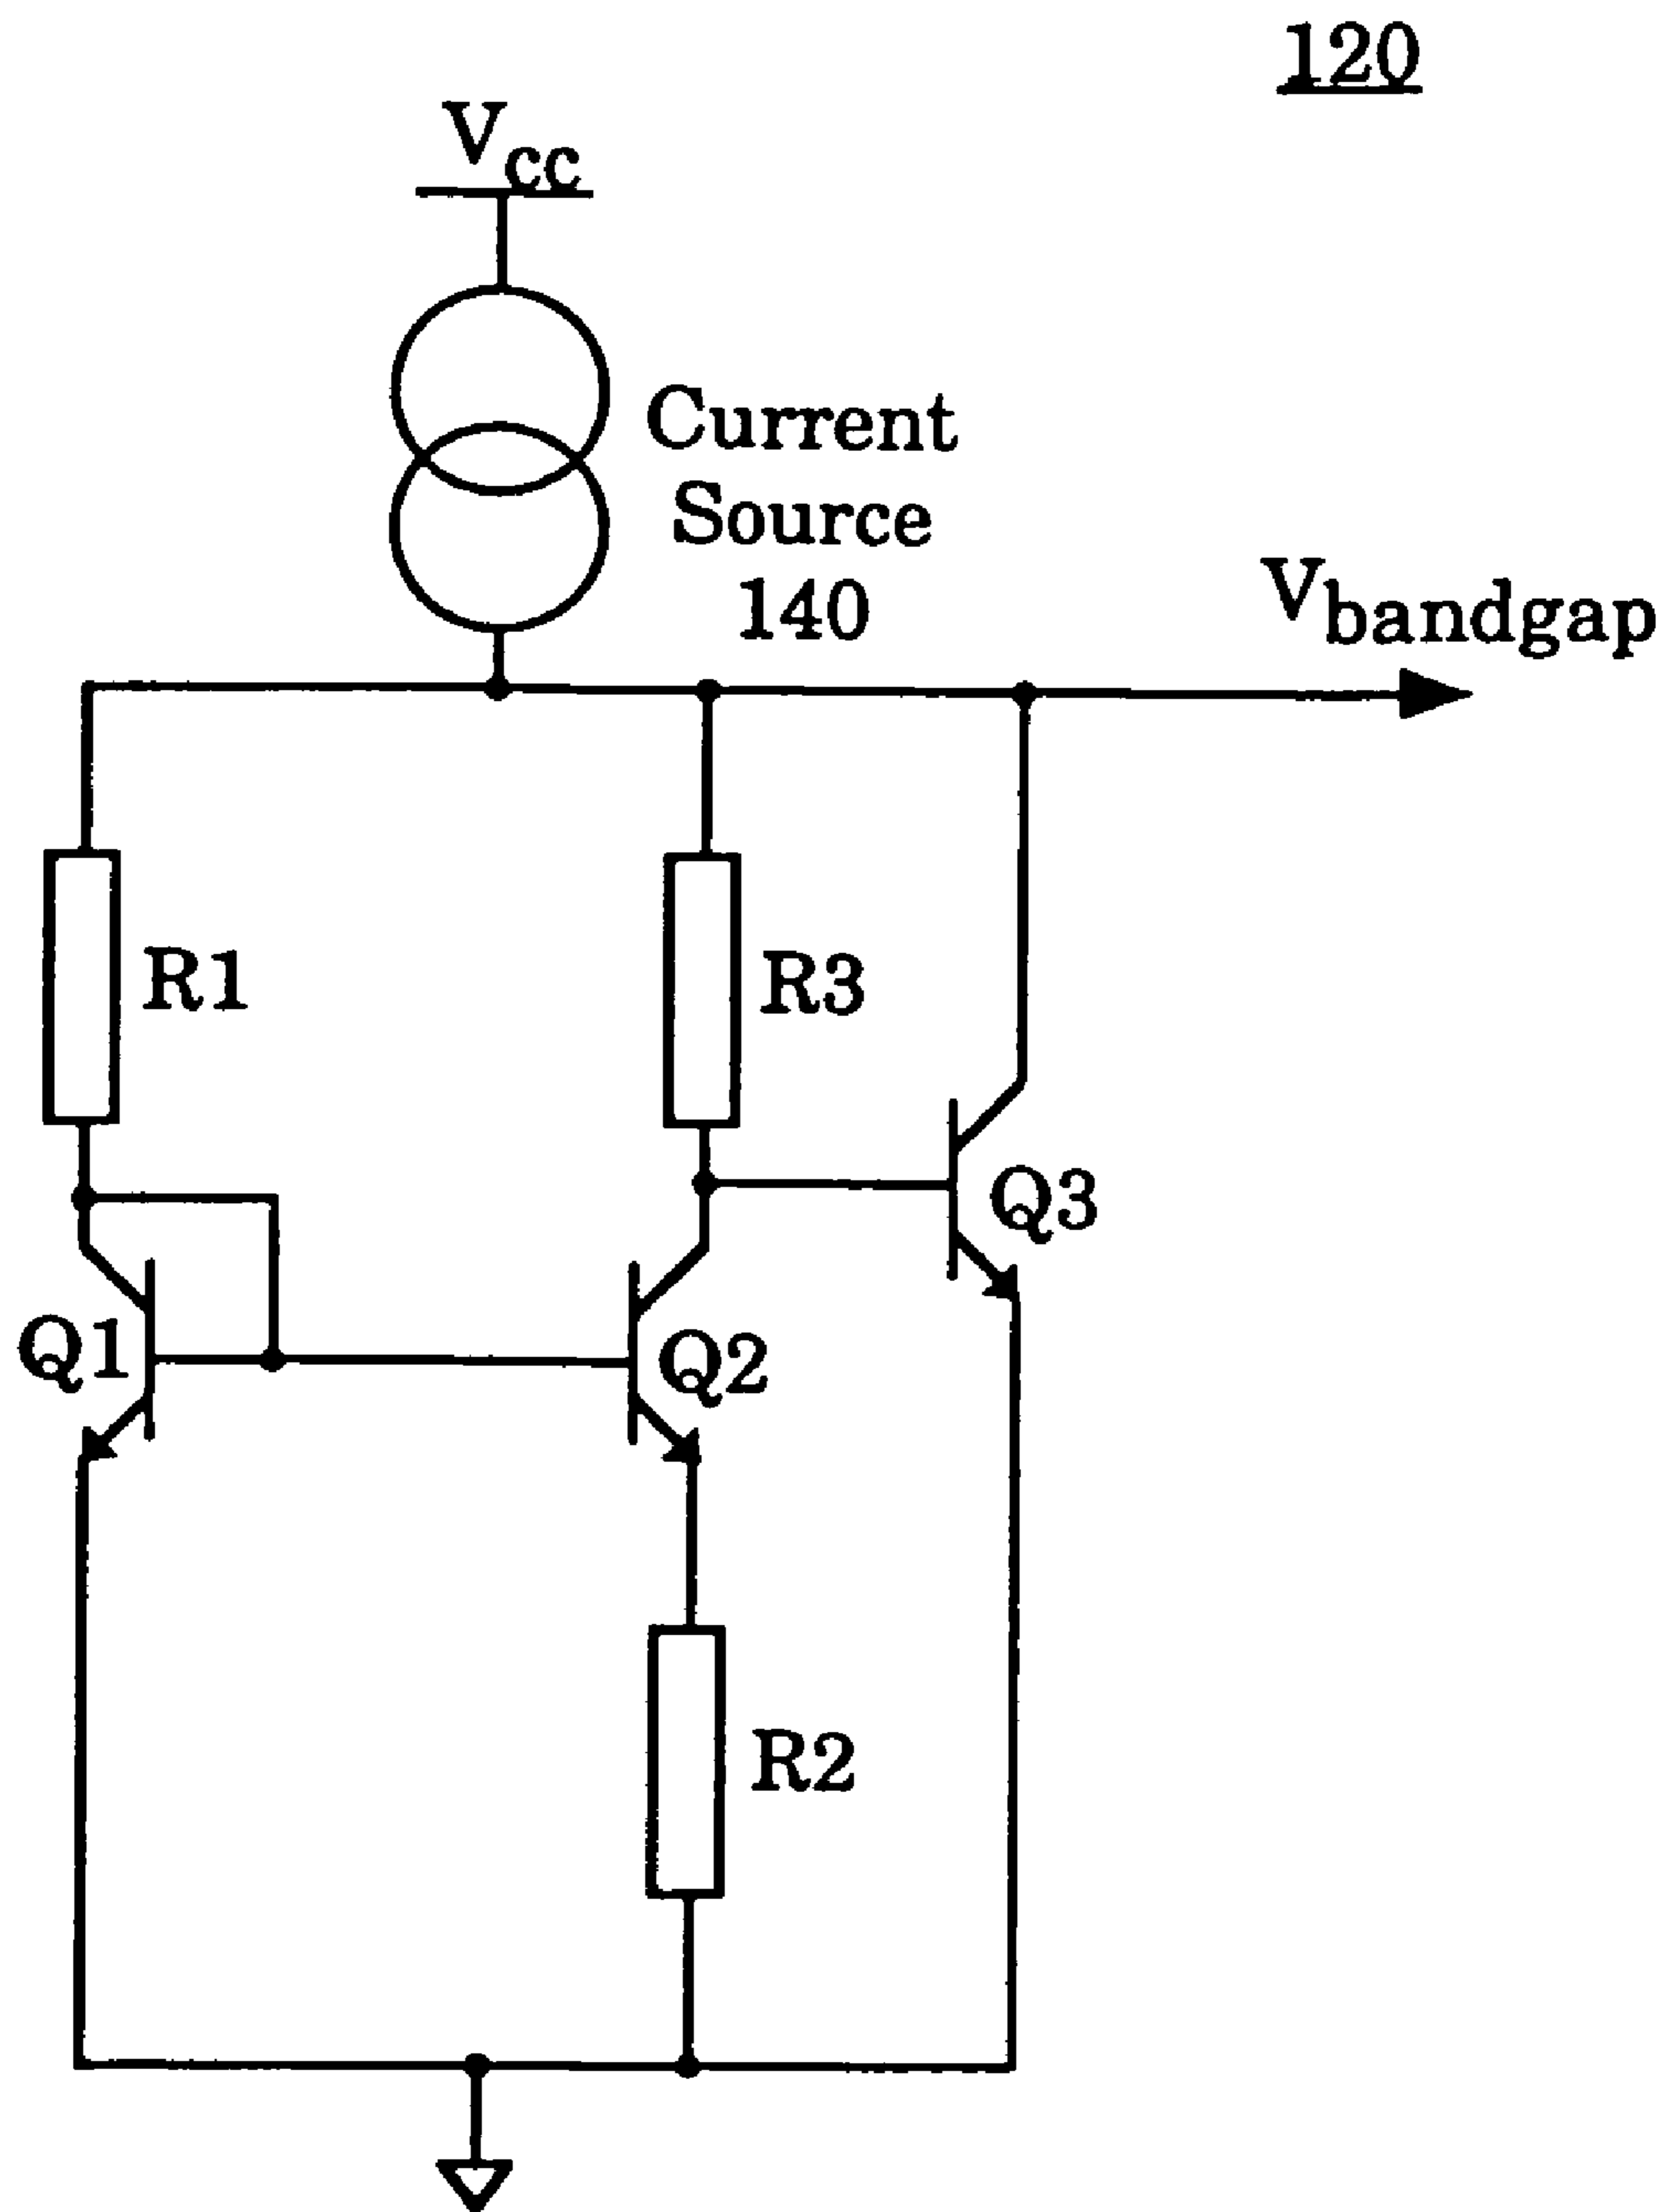 120
Vcc
Current
Source
140
Vbandgap
R1
R3
Q3
Q1
Q2
R2